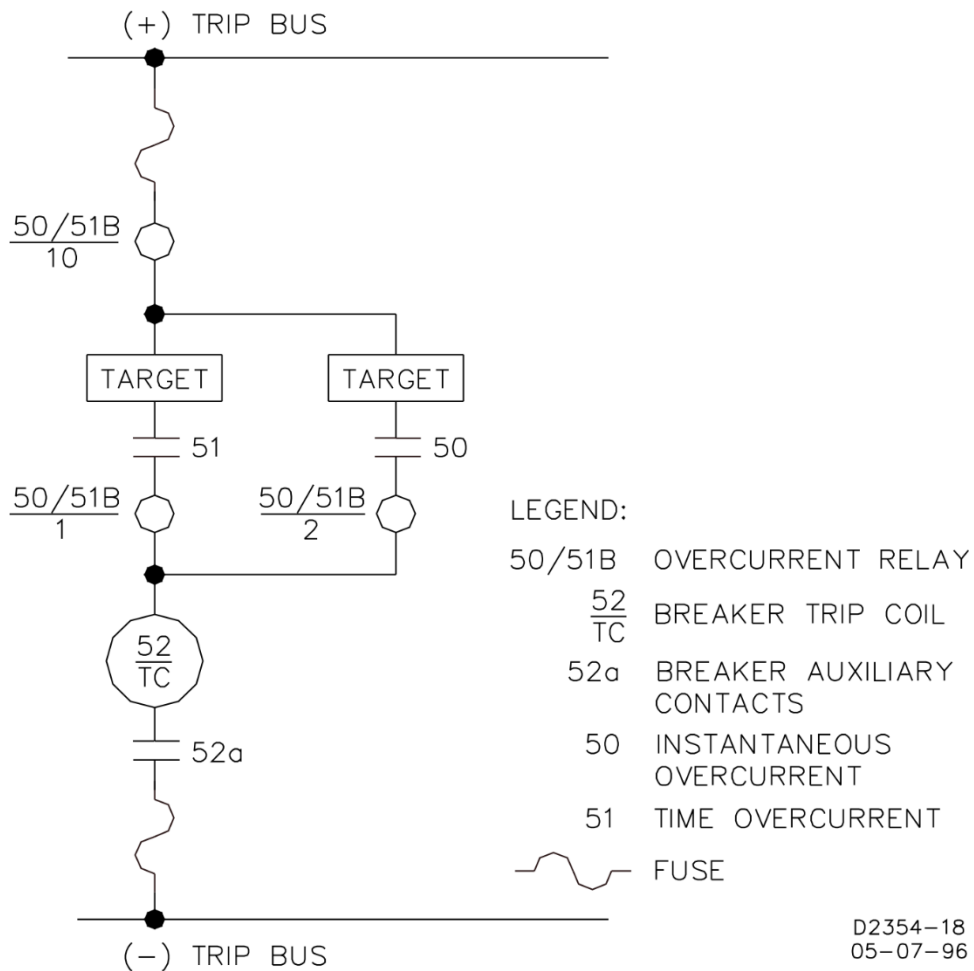 (+) TRIP BUS
50/51B
10
TARGET
TARGET
51
50
50/51B
1
50/51B
2
52
TC
52a
(-) TRIP BUS
LEGEND:
50/51B OVERCURRENT RELAY
52
TC
BREAKER TRIP COIL
52a BREAKER AUXILIARY
CONTACTS
50 INSTANTANEOUS
OVERCURRENT
51 TIME OVERCURRENT
FUSE
D2354-18
05-07-96